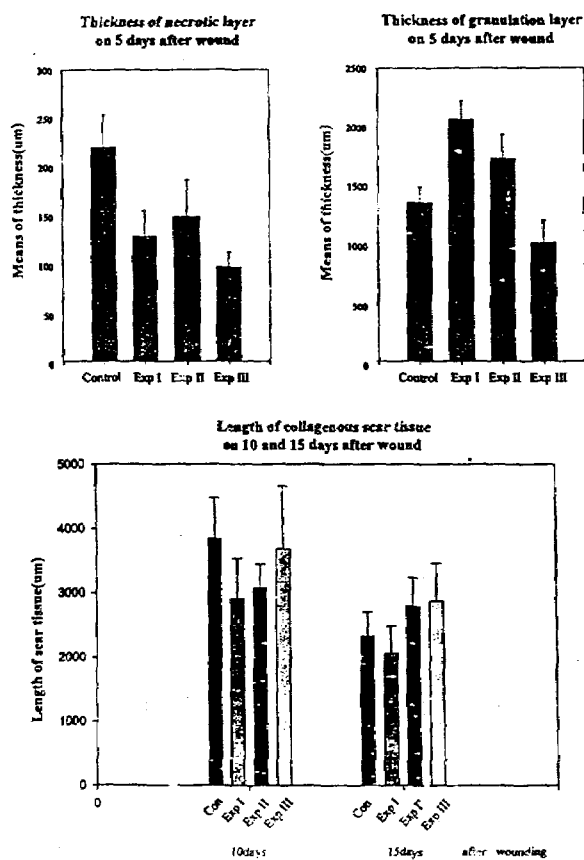 Thickness of necrotic layer
on 5 days after wound
300
250
200
150
100
50
0
Means of thickness(um)
Control Exp I Exp II Exp III
Thickness of granulation layer
on 5 days after wound
2500
2000
1500
1000
500
0
Means of thickness(um)
Control Exp I Exp II Exp III
Length of collagenous scar tissue
on 10 and 15 days after wound
5000
4000
3000
2000
1000
0
Length of scar tissue(um)
0
Con Exp I Exp II Exp III Con Exp I Exp I' Exp III
10days 15days after wounding